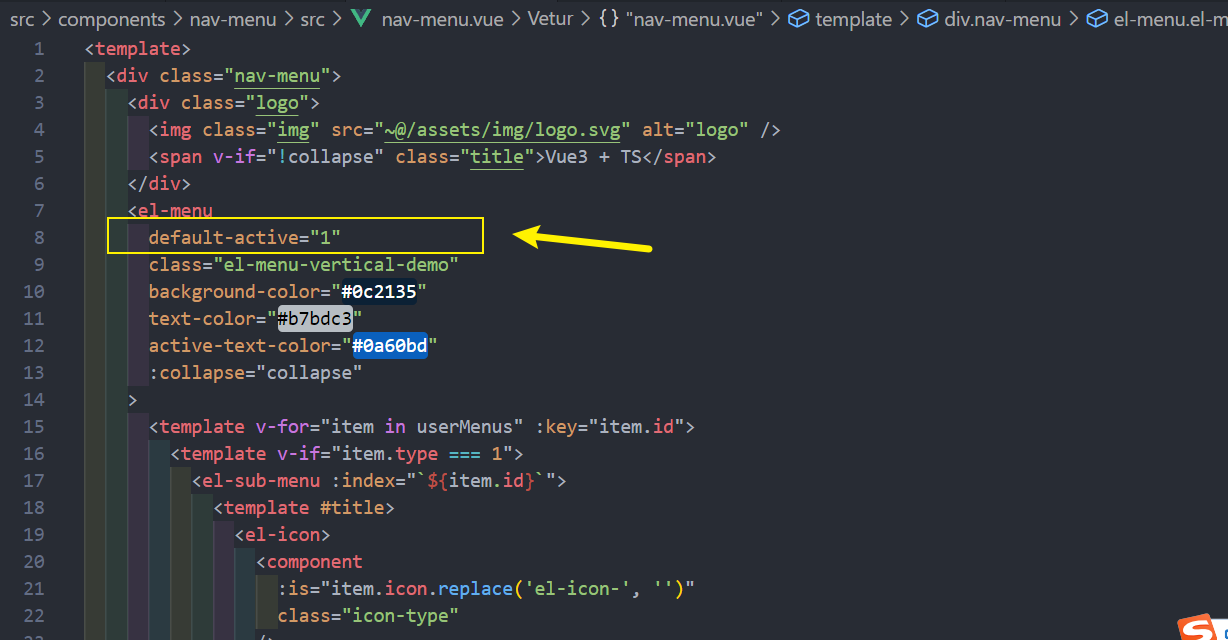 src > components > nav-menu > src > nav-menu.vue > Vetur > {} "nav-menu.vue" > template > div.nav-menu > el-menu.el-m
1 <template>
2 <div class="nav-menu">
3 <div class="logo">
4 <img class="img" src="~@/assets/img/logo.svg" alt="logo" />
5 <span v-if="!collapse" class="title">Vue3 + TS</span>
6 </div>
7 <el-menu
8 default-active="1"
9 class="el-menu-vertical-demo"
10 background-color="#0c2135"
11 text-color="#b7bdc3"
12 active-text-color="#0a60bd"
13 :collapse="collapse"
14 >
15 <template v-for="item in userMenus" :key="item.id">
16 <template v-if="item.type === 1">
17 <el-sub-menu :index="`${item.id}`">
18 <template #title>
19 <el-icon>
20 <component
21 :is="item.icon.replace('el-icon-', '')"
22 class="icon-type"